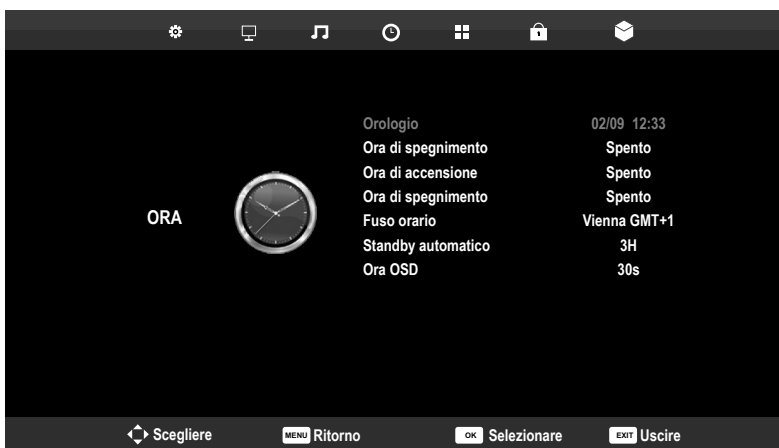 Orologio 02/09 12:33
Ora di spegnimento Spento
Ora di accensione Spento
Ora di spegnimento Spento
ORA
Fuso orario Vienna GMT+1
Standby automatico 3H
Ora OSD 30s
Scegliere MENU Ritorno OK Selezionare EXIT Uscire